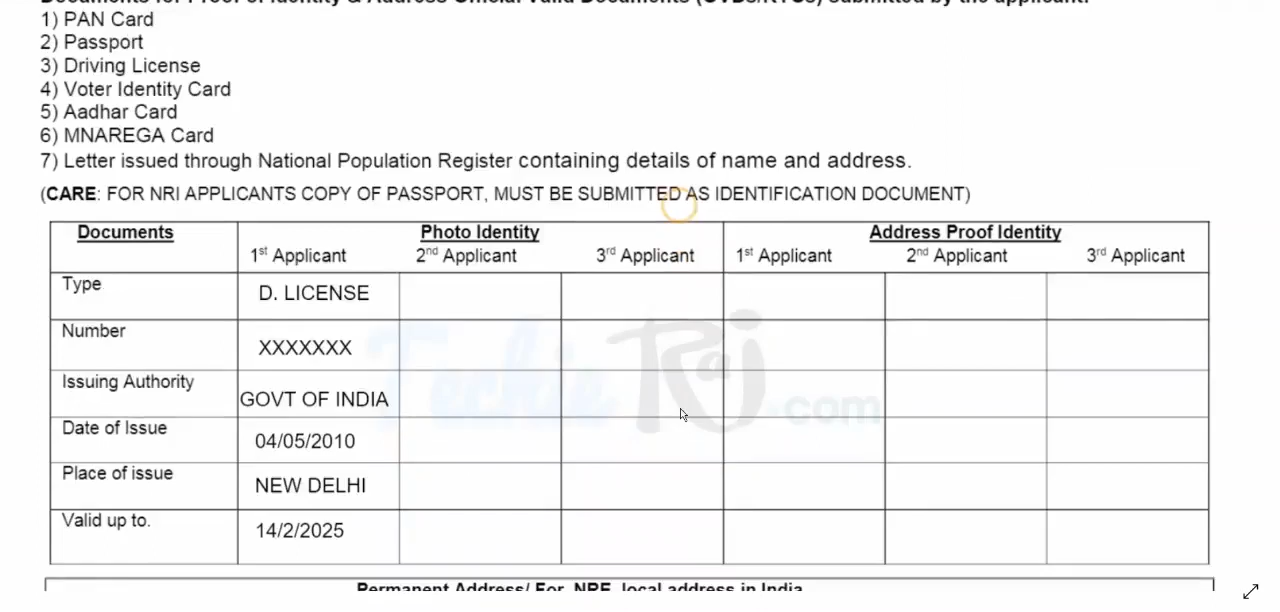 Documents for Proof of Identity & Address Official Valid Documents (OVDs/KYCs) submitted by the applicant:
1) PAN Card
2) Passport
3) Driving License
4) Voter Identity Card
5) Aadhar Card
6) MNAREGA Card
7) Letter issued through National Population Register containing details of name and address.
(CARE: FOR NRI APPLICANTS COPY OF PASSPORT, MUST BE SUBMITTED AS IDENTIFICATION DOCUMENT)
Documents Photo Identity Address Proof Identity
1st Applicant 2nd Applicant 3rd Applicant 1st Applicant 2nd Applicant 3rd Applicant
Type D. LICENSE
Number XXXXXXX
Techie R@j.com
Issuing Authority GOVT OF INDIA
Date of Issue 04/05/2010
Place of issue NEW DELHI
Valid up to. 14/2/2025
Permanent Address/ For NRE local address in India